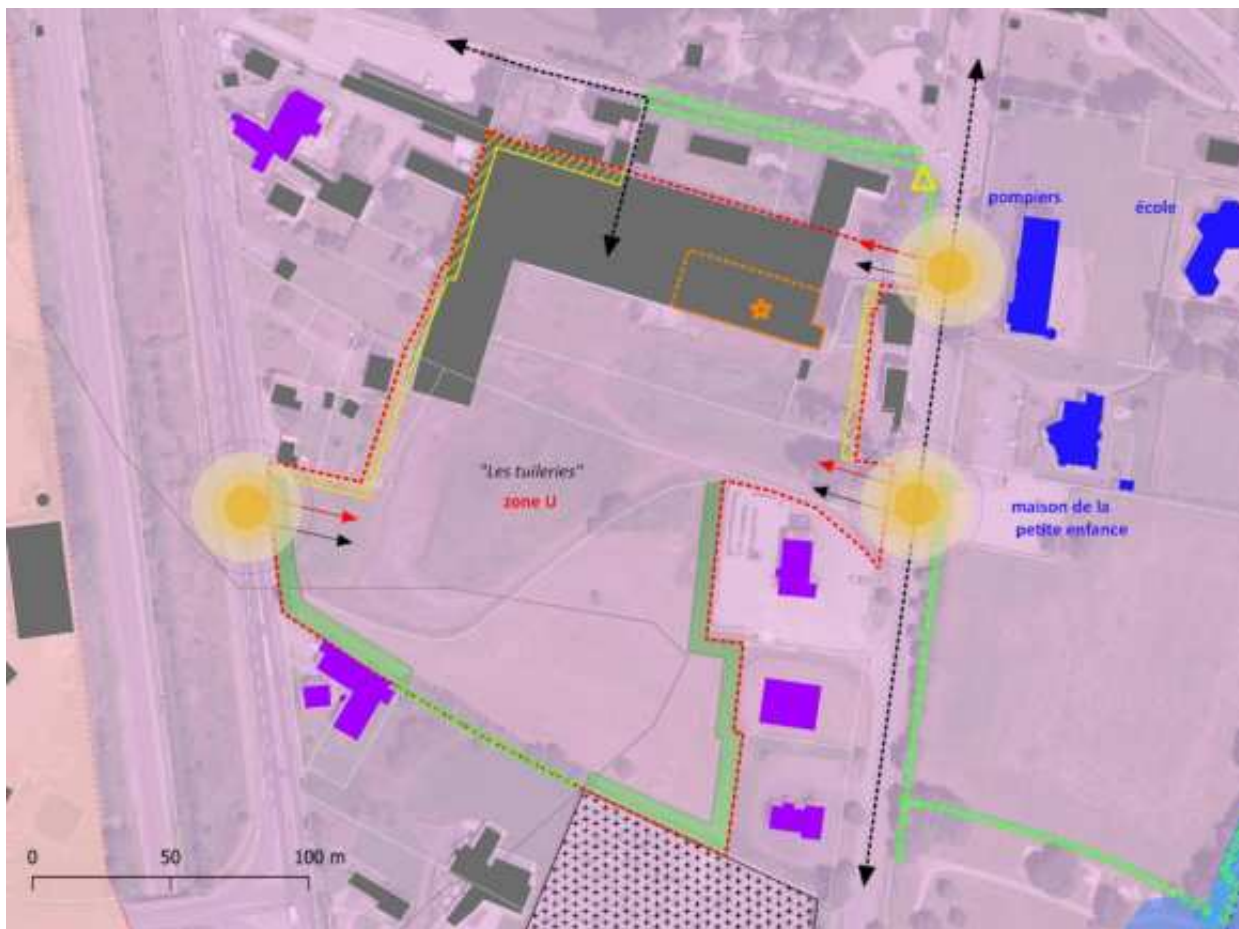 pompiers
école
"Les tuileries"
zone U
maison de la
petite enfance
0 50 100 m